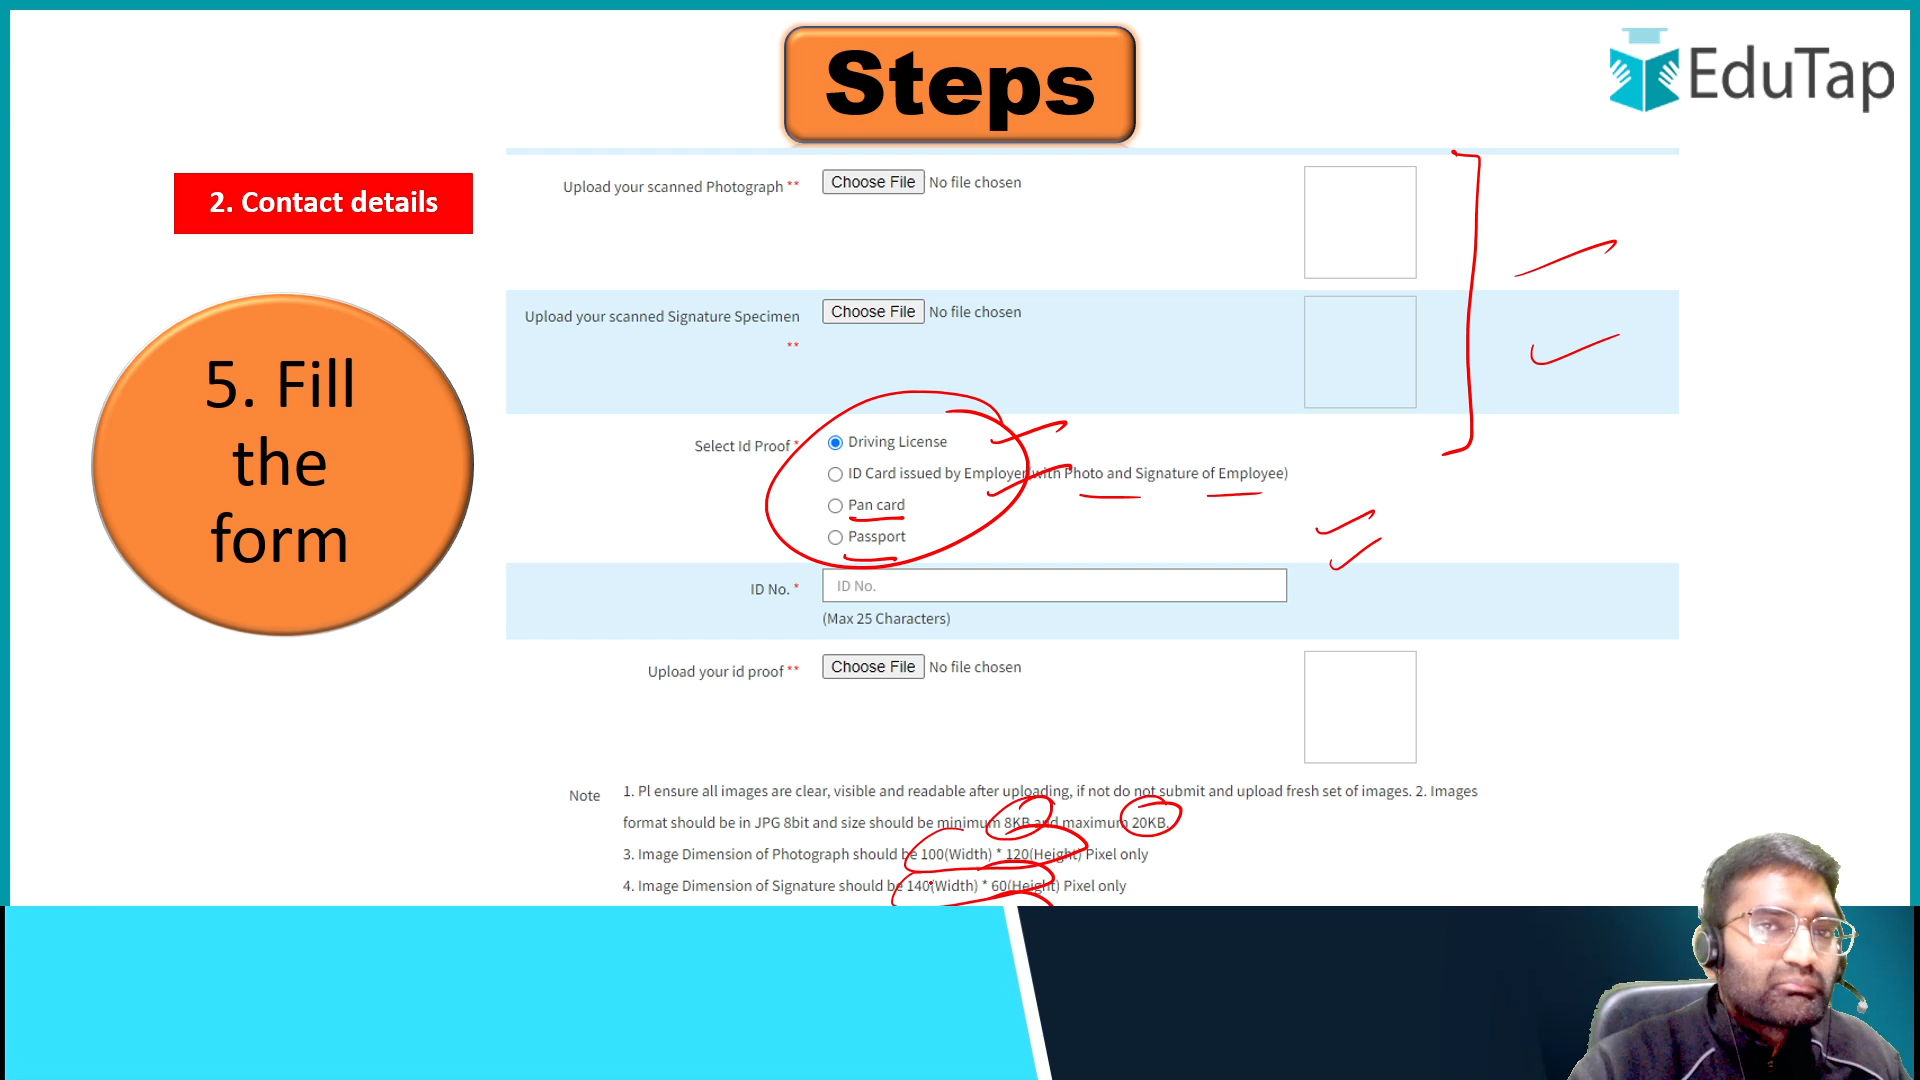 Steps
EduTap
2. Contact details
5. Fill
the
form
Upload your scanned Photograph ** Choose File No file chosen
Upload your scanned Signature Specimen Choose File No file chosen
**
Select Id Proof * Driving License
ID Card issued by Employer(with Photo and Signature of Employee)
Pan card
Passport
ID No. * ID No.
(Max 25 Characters)
Upload your id proof ** Choose File No file chosen
Note 1. Pl ensure all images are clear, visible and readable after uploading, if not do not submit and upload fresh set of images. 2. Images
format should be in JPG 8bit and size should be minimum 8KB and maximum 20KB.
3. Image Dimension of Photograph should be 100(Width) * 120(Height) Pixel only
4. Image Dimension of Signature should be 140(Width) * 60(Height) Pixel only